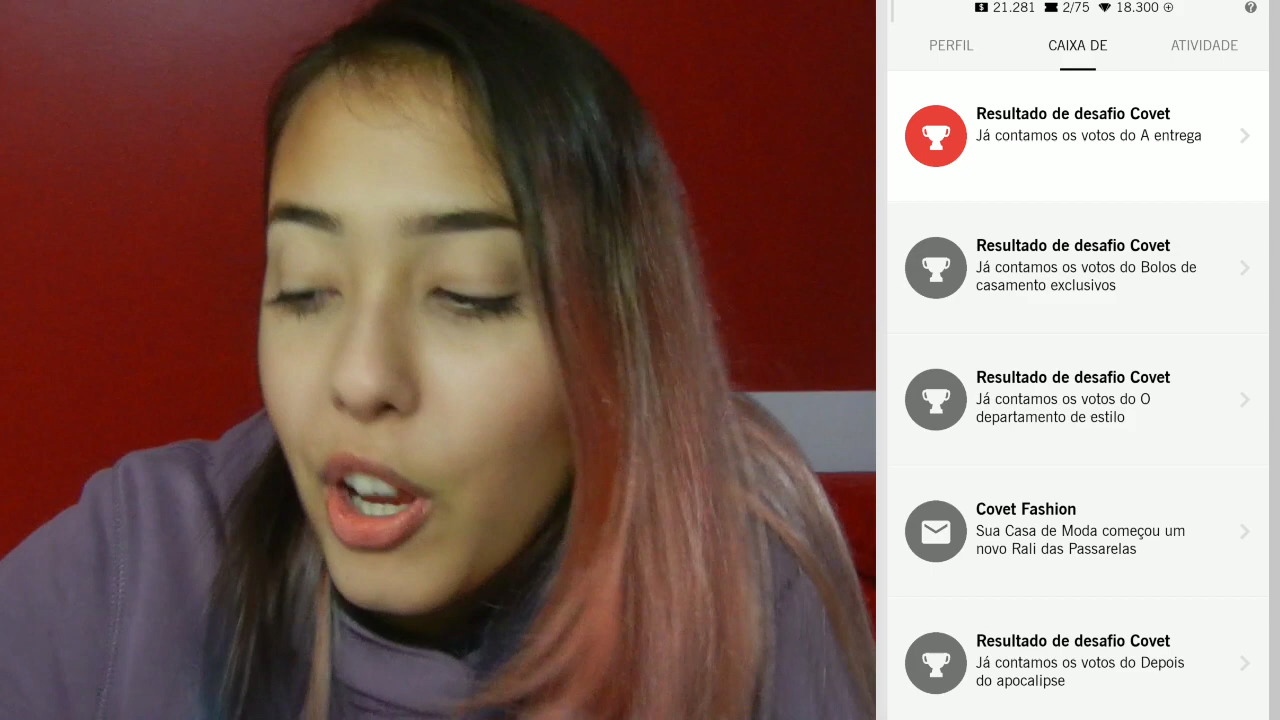 $ 21.281 2/75 18.300
?
PERFIL CAIXA DE ATIVIDADE
Resultado de desafio Covet
Já contamos os votos do A entrega
Resultado de desafio Covet
Já contamos os votos do Bolos de
casamento exclusivos
Resultado de desafio Covet
Já contamos os votos do O
departamento de estilo
Covet Fashion
Sua Casa de Moda começou um
novo Rali das Passarelas
Resultado de desafio Covet
Já contamos os votos do Depois
do apocalipse